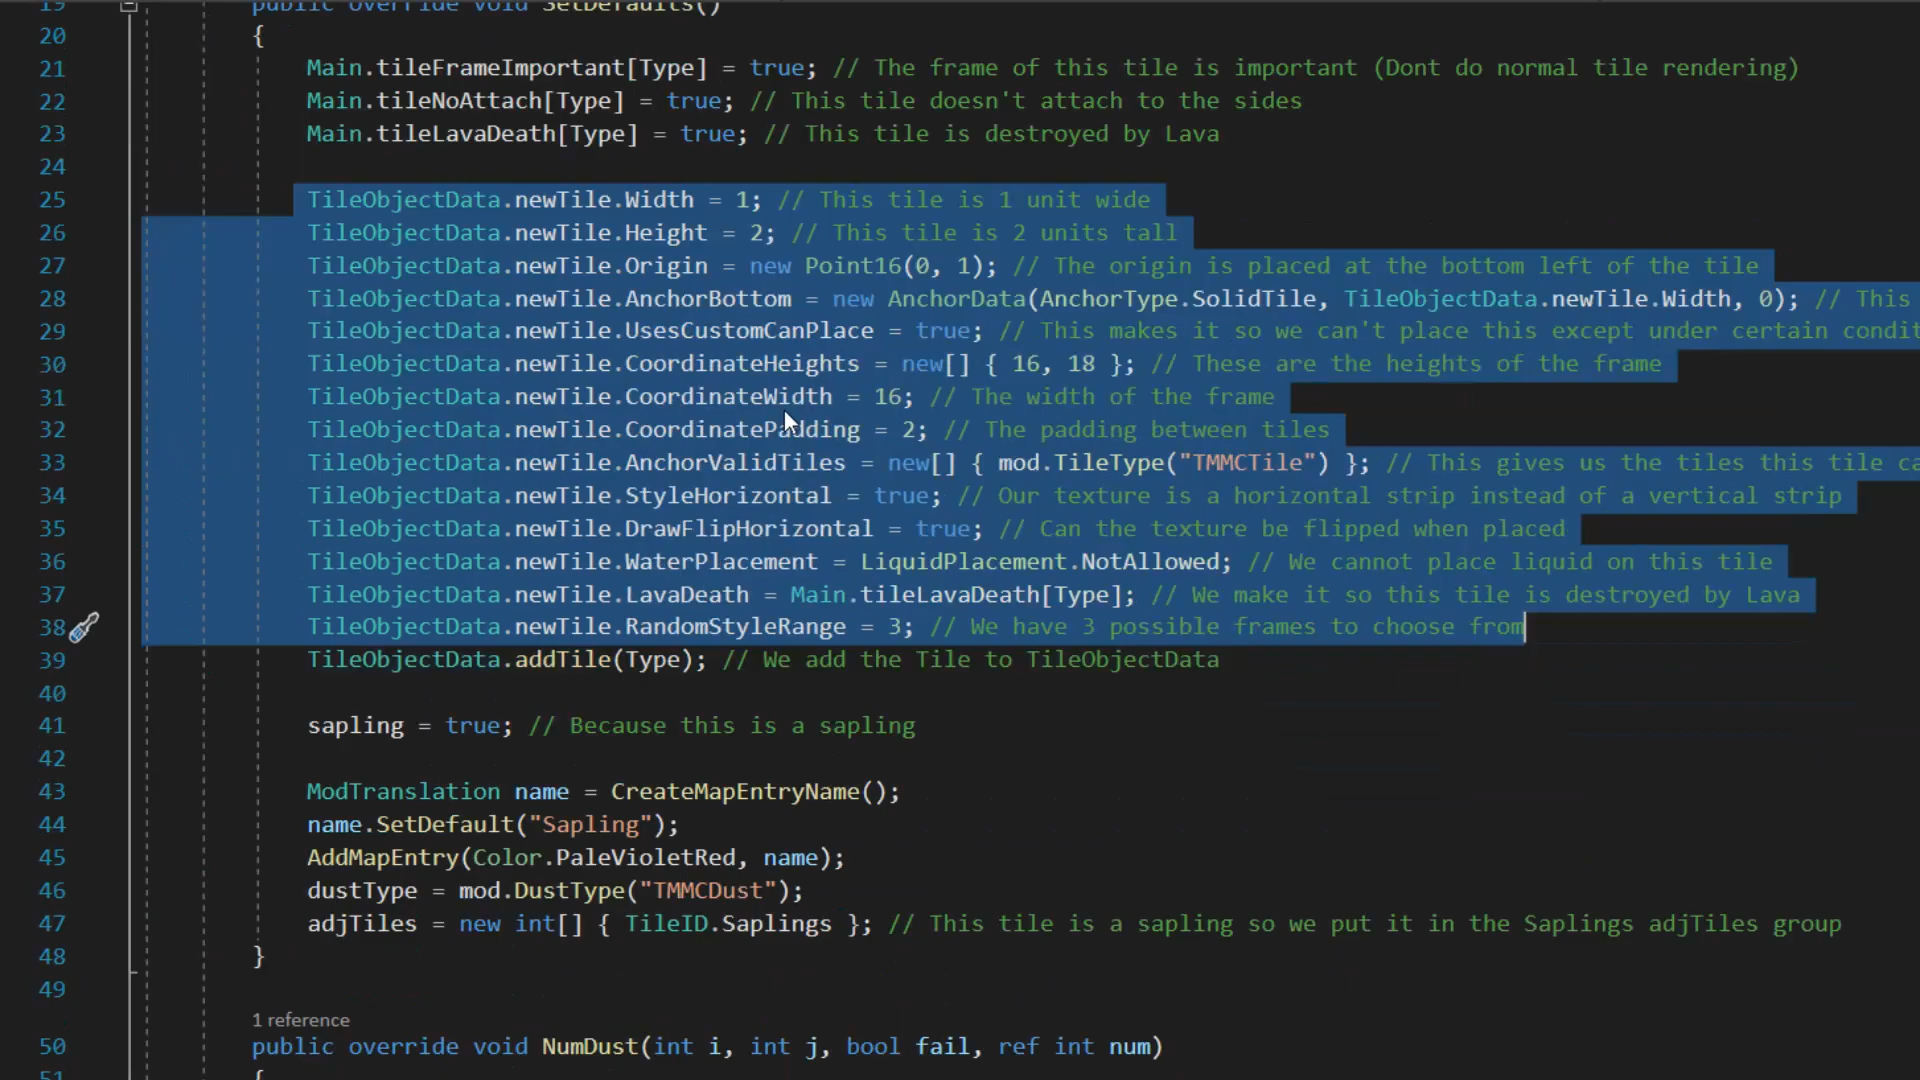 19 public override void SetDefaults()
20 {
21 Main.tileFrameImportant[Type] = true; // The frame of this tile is important (Dont do normal tile rendering)
22 Main.tileNoAttach[Type] = true; // This tile doesn't attach to the sides
23 Main.tileLavaDeath[Type] = true; // This tile is destroyed by Lava
24
25 TileObjectData.newTile.Width = 1; // This tile is 1 unit wide
26 TileObjectData.newTile.Height = 2; // This tile is 2 units tall
27 TileObjectData.newTile.Origin = new Point16(0, 1); // The origin is placed at the bottom left of the tile
28 TileObjectData.newTile.AnchorBottom = new AnchorData(AnchorType.SolidTile, TileObjectData.newTile.Width, 0); // This
29 TileObjectData.newTile.UsesCustomCanPlace = true; // This makes it so we can't place this except under certain condit
30 TileObjectData.newTile.CoordinateHeights = new[] { 16, 18 }; // These are the heights of the frame
31 TileObjectData.newTile.CoordinateWidth = 16; // The width of the frame
32 TileObjectData.newTile.CoordinatePadding = 2; // The padding between tiles
33 TileObjectData.newTile.AnchorValidTiles = new[] { mod.TileType("TMMCTile") }; // This gives us the tiles this tile ca
34 TileObjectData.newTile.StyleHorizontal = true; // Our texture is a horizontal strip instead of a vertical strip
35 TileObjectData.newTile.DrawFlipHorizontal = true; // Can the texture be flipped when placed
36 TileObjectData.newTile.WaterPlacement = LiquidPlacement.NotAllowed; // We cannot place liquid on this tile
37 TileObjectData.newTile.LavaDeath = Main.tileLavaDeath[Type]; // We make it so this tile is destroyed by Lava
38 TileObjectData.newTile.RandomStyleRange = 3; // We have 3 possible frames to choose from
39 TileObjectData.addTile(Type); // We add the Tile to TileObjectData
40
41 sapling = true; // Because this is a sapling
42
43 ModTranslation name = CreateMapEntryName();
44 name.SetDefault("Sapling");
45 AddMapEntry(Color.PaleVioletRed, name);
46 dustType = mod.DustType("TMMCDust");
47 adjTiles = new int[] { TileID.Saplings }; // This tile is a sapling so we put it in the Saplings adjTiles group
48 }
49
1 reference
50 public override void NumDust(int i, int j, bool fail, ref int num)
51 {